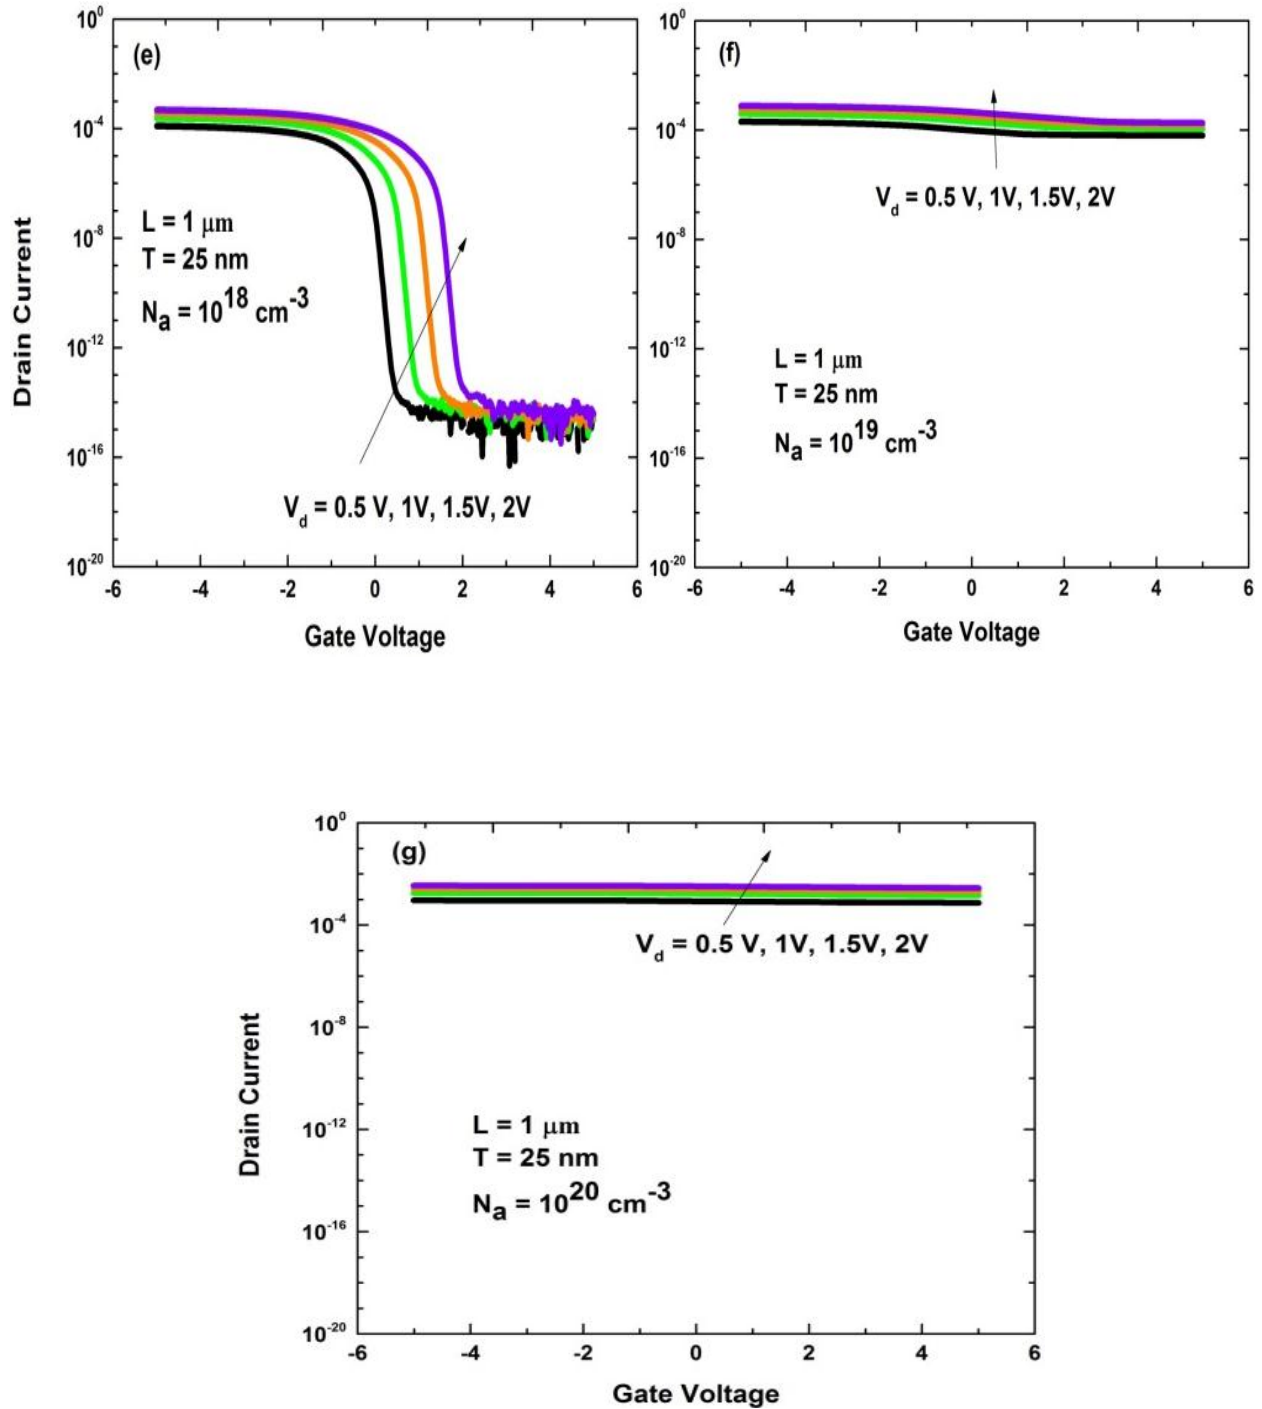 (e)
10^0
10^-4
10^-8
10^-12
10^-16
10^-20
Drain Current
L = 1 μm
T = 25 nm
N_a = 10^18 cm^-3
V_d = 0.5 V, 1V, 1.5V, 2V
-6 -4 -2 0 2 4 6
Gate Voltage
(f)
10^0
10^-4
10^-8
10^-12
10^-16
10^-20
V_d = 0.5 V, 1V, 1.5V, 2V
L = 1 μm
T = 25 nm
N_a = 10^19 cm^-3
-6 -4 -2 0 2 4 6
Gate Voltage
(g)
10^0
10^-4
10^-8
10^-12
10^-16
10^-20
Drain Current
V_d = 0.5 V, 1V, 1.5V, 2V
L = 1 μm
T = 25 nm
N_a = 10^20 cm^-3
-6 -4 -2 0 2 4 6
Gate Voltage